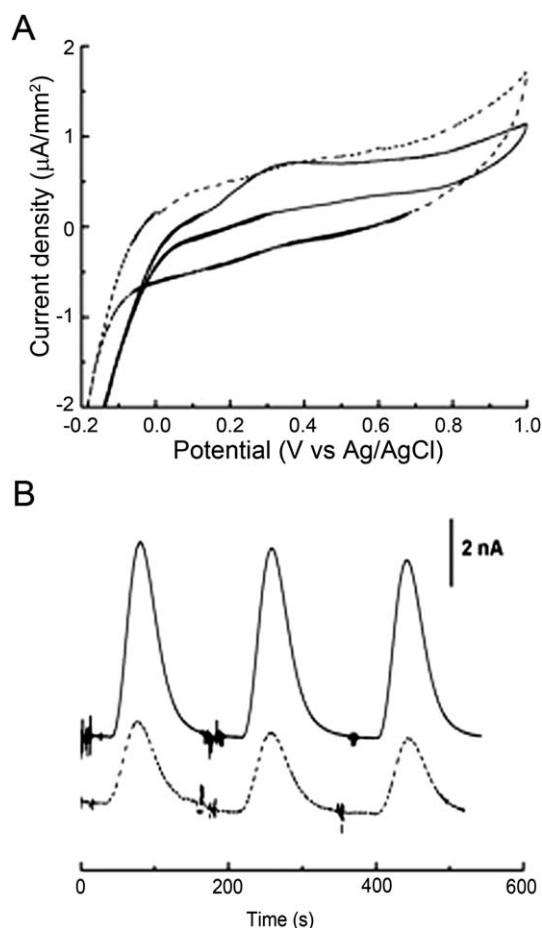 A
Current density (µA/mm²)
2
1
0
-1
-2
-0.2 0.0 0.2 0.4 0.6 0.8 1.0
Potential (V vs Ag/AgCl)
B
2 nA
0 200 400 600
Time (s)